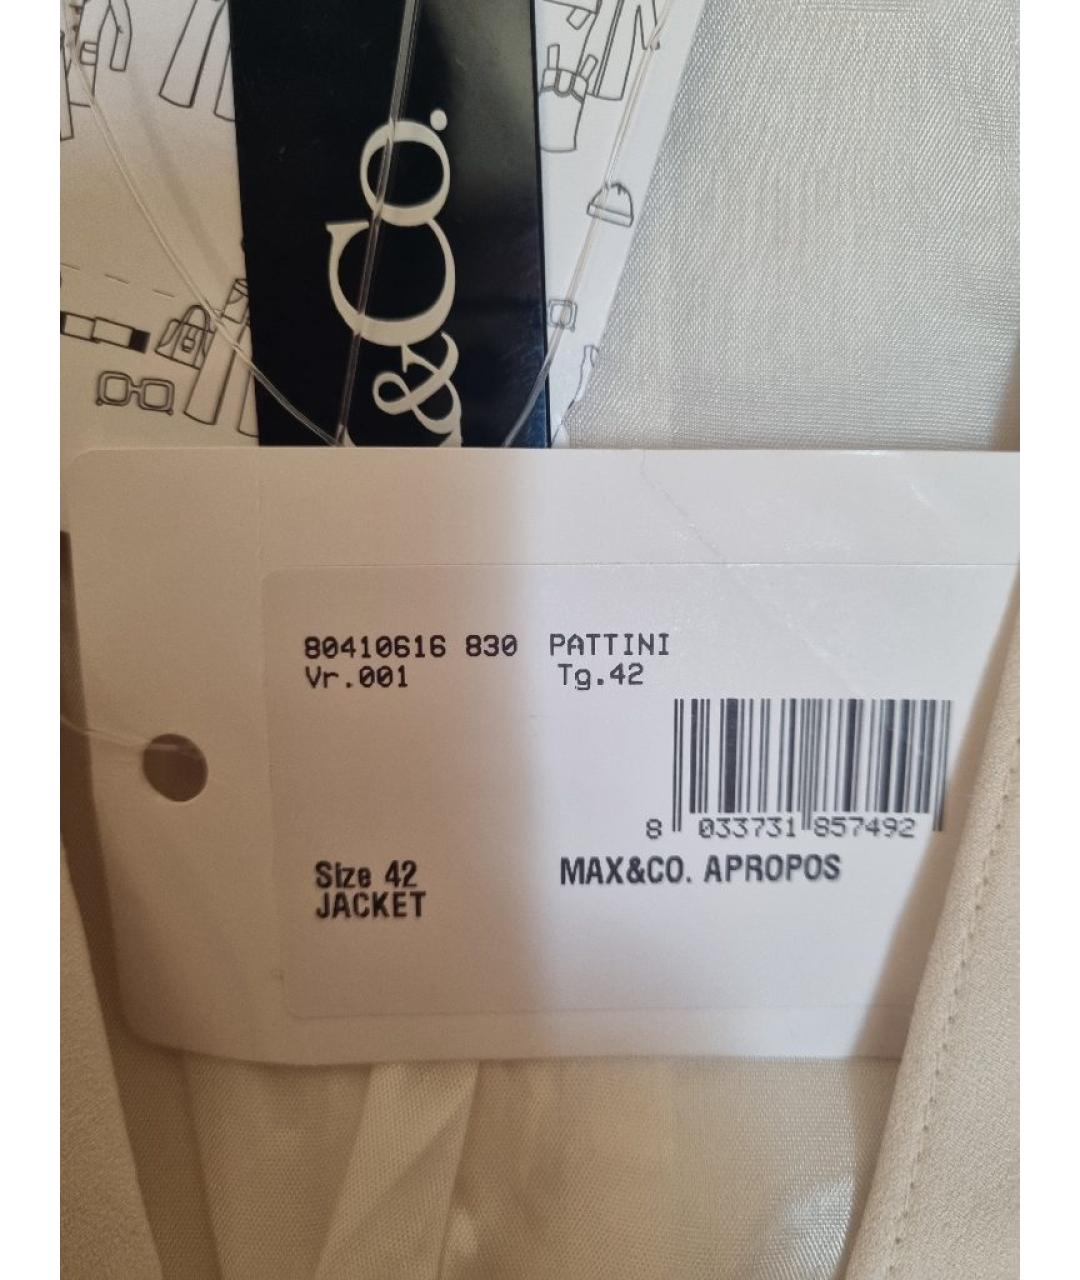 &Co.
80410616 830 PATTINI
Vr.001 Tg.42
8 033731 857492
Size 42 MAX&CO. APROPOS
JACKET